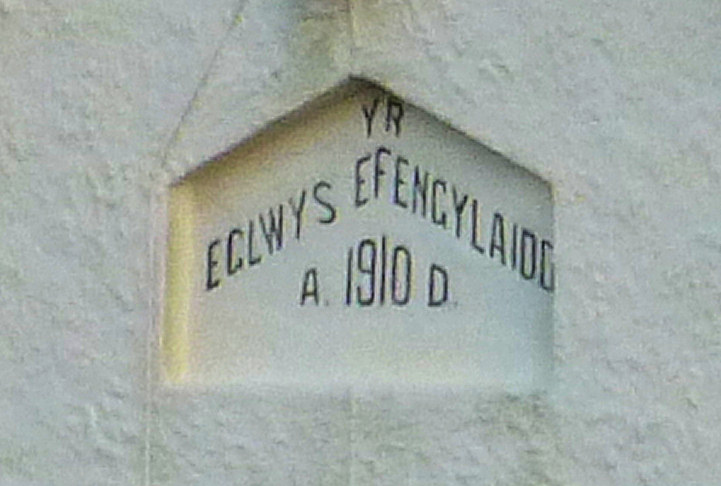 YR
EGLWYS EFENGYLAIDD
A. 1910 D.